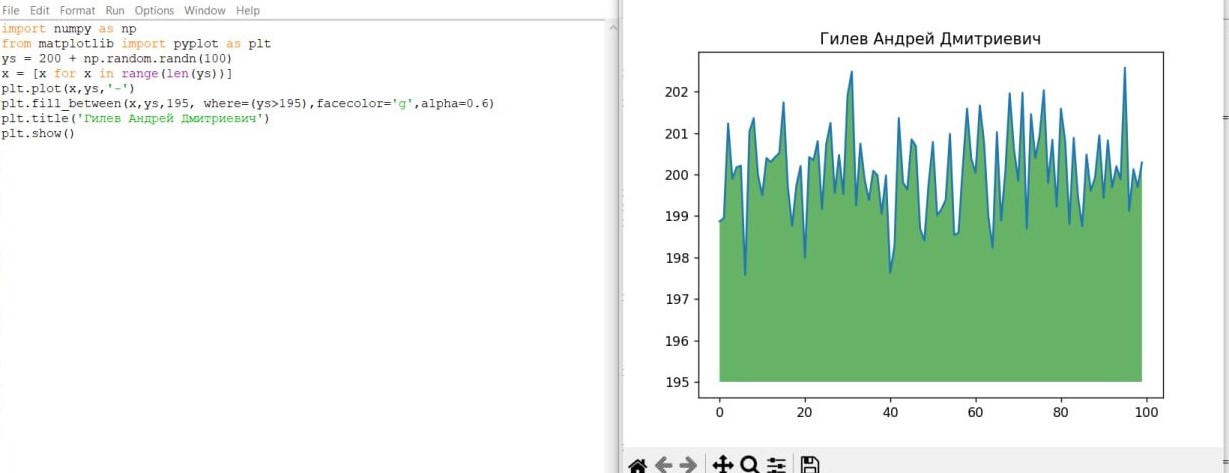 File Edit Format Run Options Window Help
import numpy as np
from matplotlib import pyplot as plt
ys = 200 + np.random.randn(100)
x = [x for x in range(len(ys))]
plt.plot(x,ys,'-')
plt.fill_between(x,ys,195, where=(ys>195),facecolor='g',alpha=0.6)
plt.title('Гилев Андрей Дмитриевич')
plt.show()
Гилев Андрей Дмитриевич
202
201
200
199
198
197
196
195
0 20 40 60 80 100